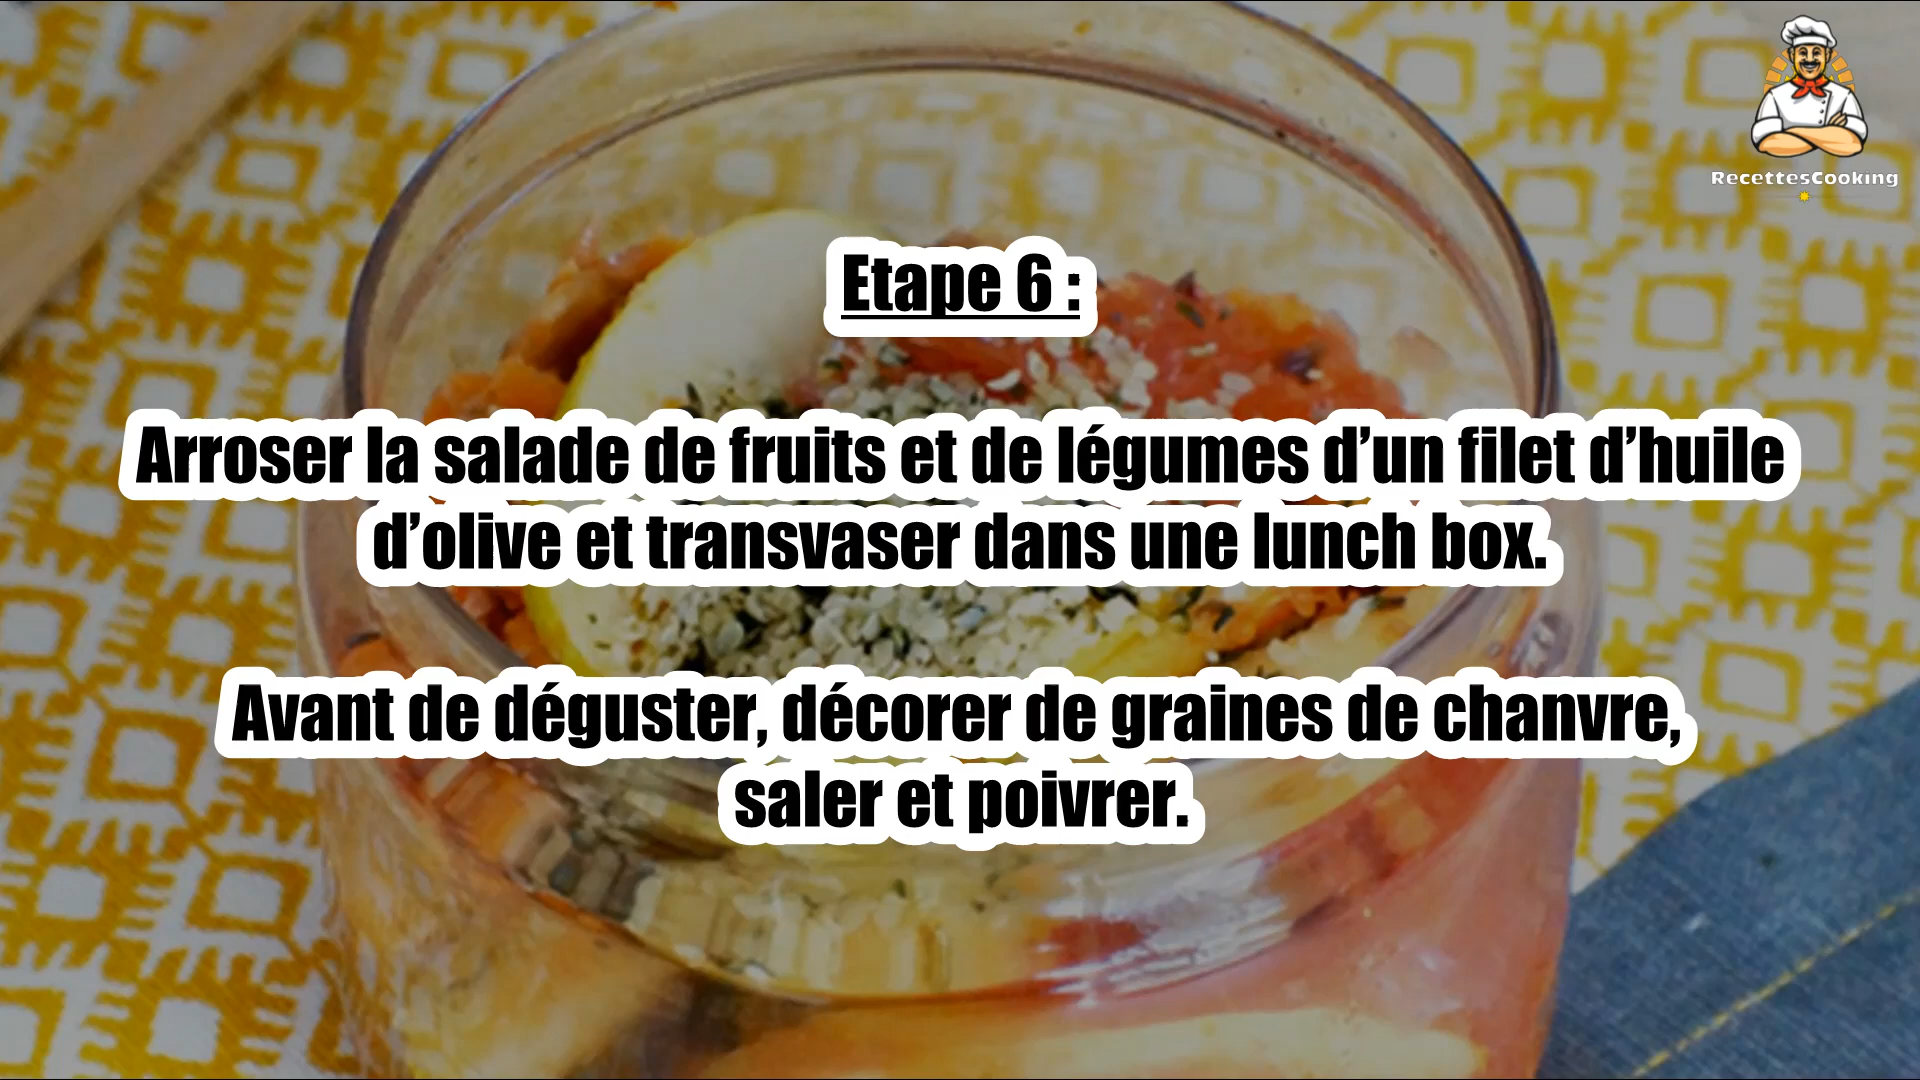 RecettesCooking
Etape 6 :
Arroser la salade de fruits et de légumes d’un filet d’huile
d’olive et transvaser dans une lunch box.
Avant de déguster, décorer de graines de chanvre,
saler et poivrer.